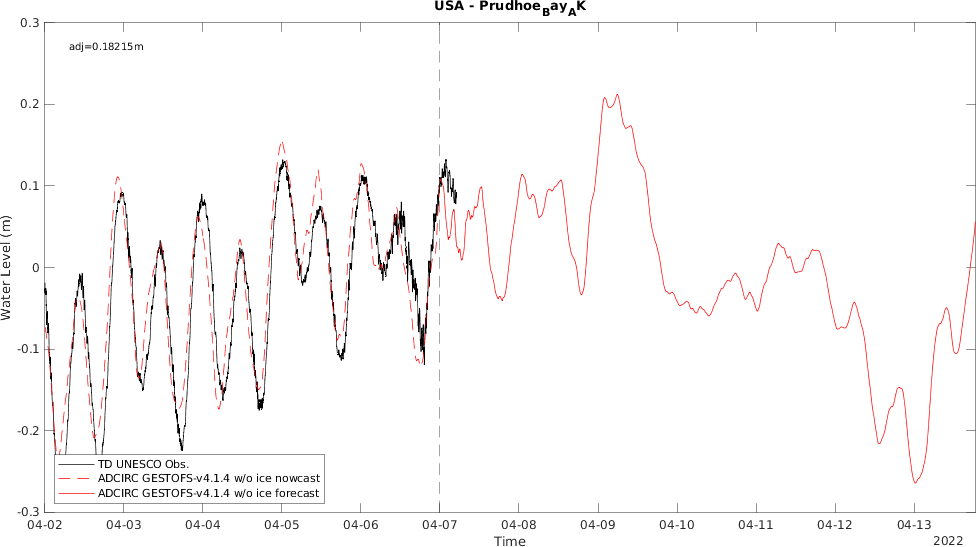 USA - PrudhoeBayAK
adj=0.18215m
0.3
0.2
0.1
0
-0.1
-0.2
-0.3
Water Level (m)
TD UNESCO Obs.
ADCIRC GESTOFS-v4.1.4 w/o ice nowcast
ADCIRC GESTOFS-v4.1.4 w/o ice forecast
04-02 04-03 04-04 04-05 04-06 04-07 04-08 04-09 04-10 04-11 04-12 04-13
Time
2022